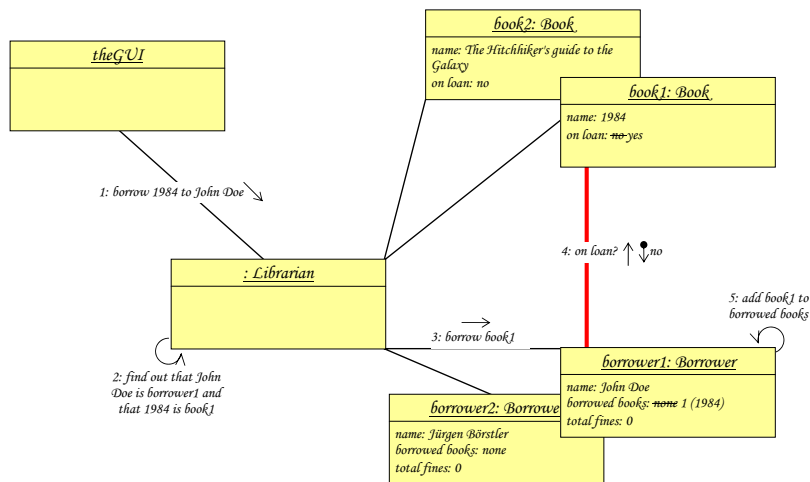 book2: Book
name: The Hitchhiker's guide to the
Galaxy
on loan: no
theGUI
book1: Book
name: 1984
on loan: no yes
1: borrow 1984 to John Doe
4: on loan?
no
: Librarian
5: add book1 to
borrowed books
3: borrow book1
2: find out that John
Doe is borrower1 and
that 1984 is book1
borrower1: Borrower
name: John Doe
borrowed books: none 1 (1984)
total fines: 0
borrower2: Borrowe
name: Jürgen Börstler
borrowed books: none
total fines: 0